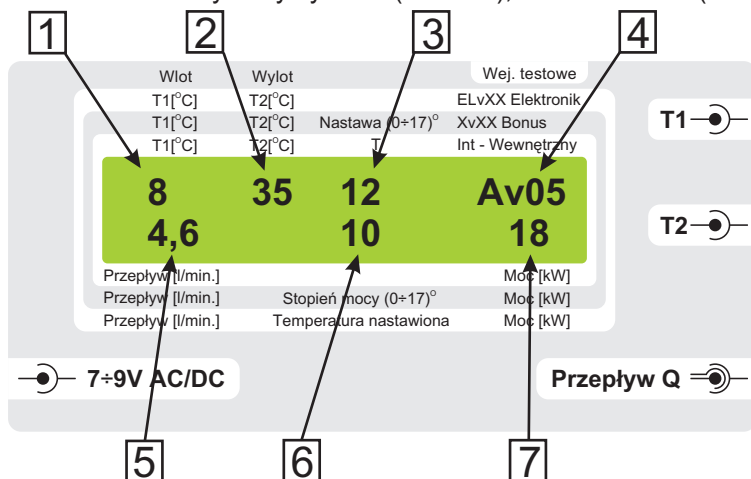 1 2 3 4
Wlot Wylot Wej. testowe
T1[°C] T2[°C] ELvXX Elektronik
T1[°C] T2[°C] Nastawa (0÷17)° XvXX Bonus
T1[°C] T2[°C] T Int - Wewnętrzny
T1
8 35 12 Av05
4,6 10 18
T2
Przepływ [l/min.] Moc [kW]
Przepływ [l/min.] Stopień mocy (0÷17)° Moc [kW]
Przepływ [l/min.] Temperatura nastawiona Moc [kW]
7÷9V AC/DC Przepływ Q
5 6 7